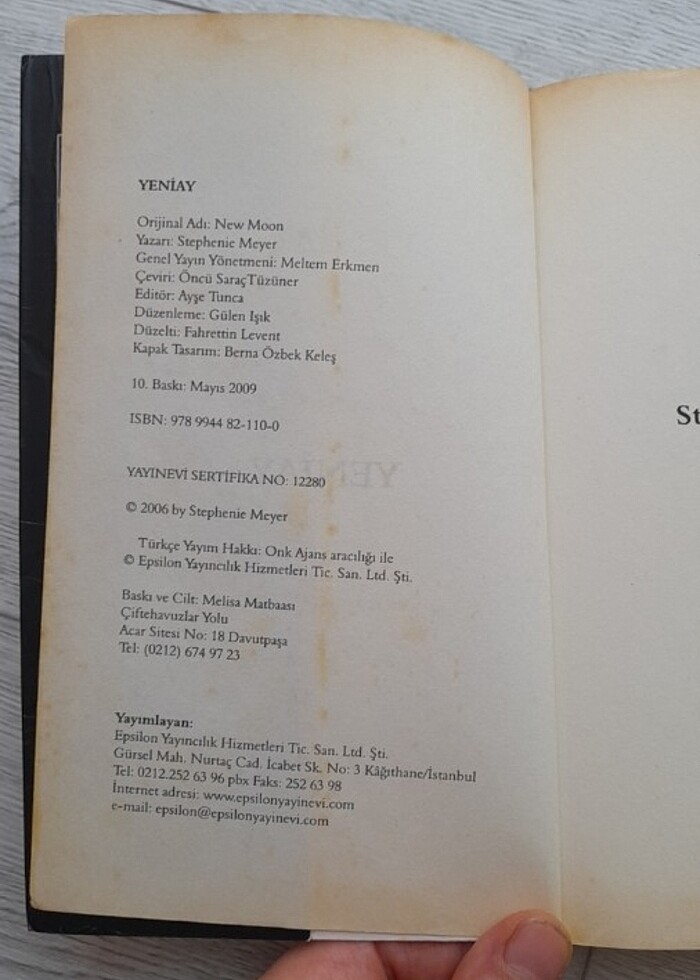 YENİAY
Orijinal Adı: New Moon
Yazarı: Stephenie Meyer
Genel Yayın Yönetmeni: Meltem Erkmen
Çeviri: Öncü SaraçTüzüner
Editör: Ayşe Tunca
Düzenleme: Gülen Işık
Düzelti: Fahrettin Levent
Kapak Tasarım: Berna Özbek Keleş
10. Baskı: Mayıs 2009
ISBN: 978 9944 82-110-0
YAYINEVİ SERTİFİKA NO: 12280
© 2006 by Stephenie Meyer
Türkçe Yayım Hakkı: Onk Ajans aracılığı ile
© Epsilon Yayıncılık Hizmetleri Tic. San. Ltd. Şti.
Baskı ve Cilt: Melisa Matbaası
Çiftehavuzlar Yolu
Acar Sitesi No: 18 Davutpaşa
Tel: (0212) 674 97 23
Yayımlayan:
Epsilon Yayıncılık Hizmetleri Tic. San. Ltd. Şti.
Gürsel Mah. Nurtaç Cad. İcabet Sk. No: 3 Kâğıthane/İstanbul
Tel: 0212.252 63 96 pbx Faks: 252 63 98
İnternet adresi: www.epsilonyayinevi.com
e-mail: epsilon@epsilonyayinevi.com
St